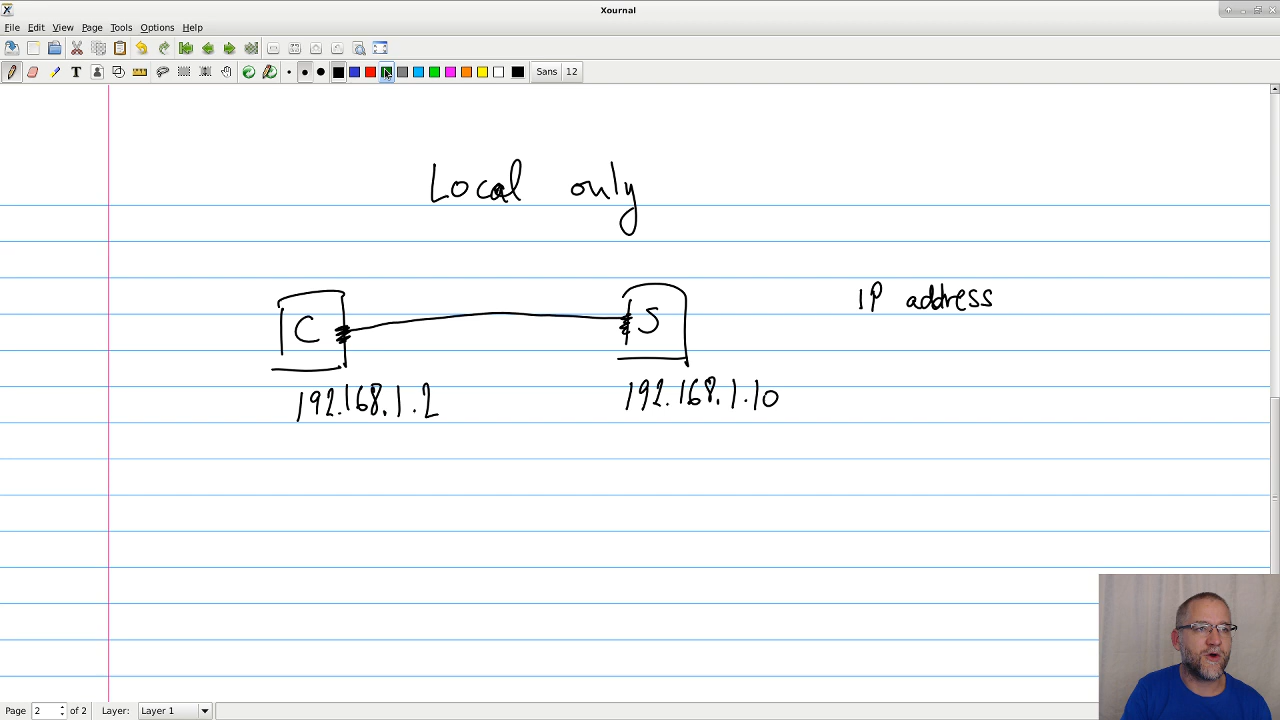 Xournal
File Edit View Page Tools Options Help
Sans 12
Local only
C S IP address
192.168.1.2 192.168.1.10
Page 2 of 2 Layer: Layer 1